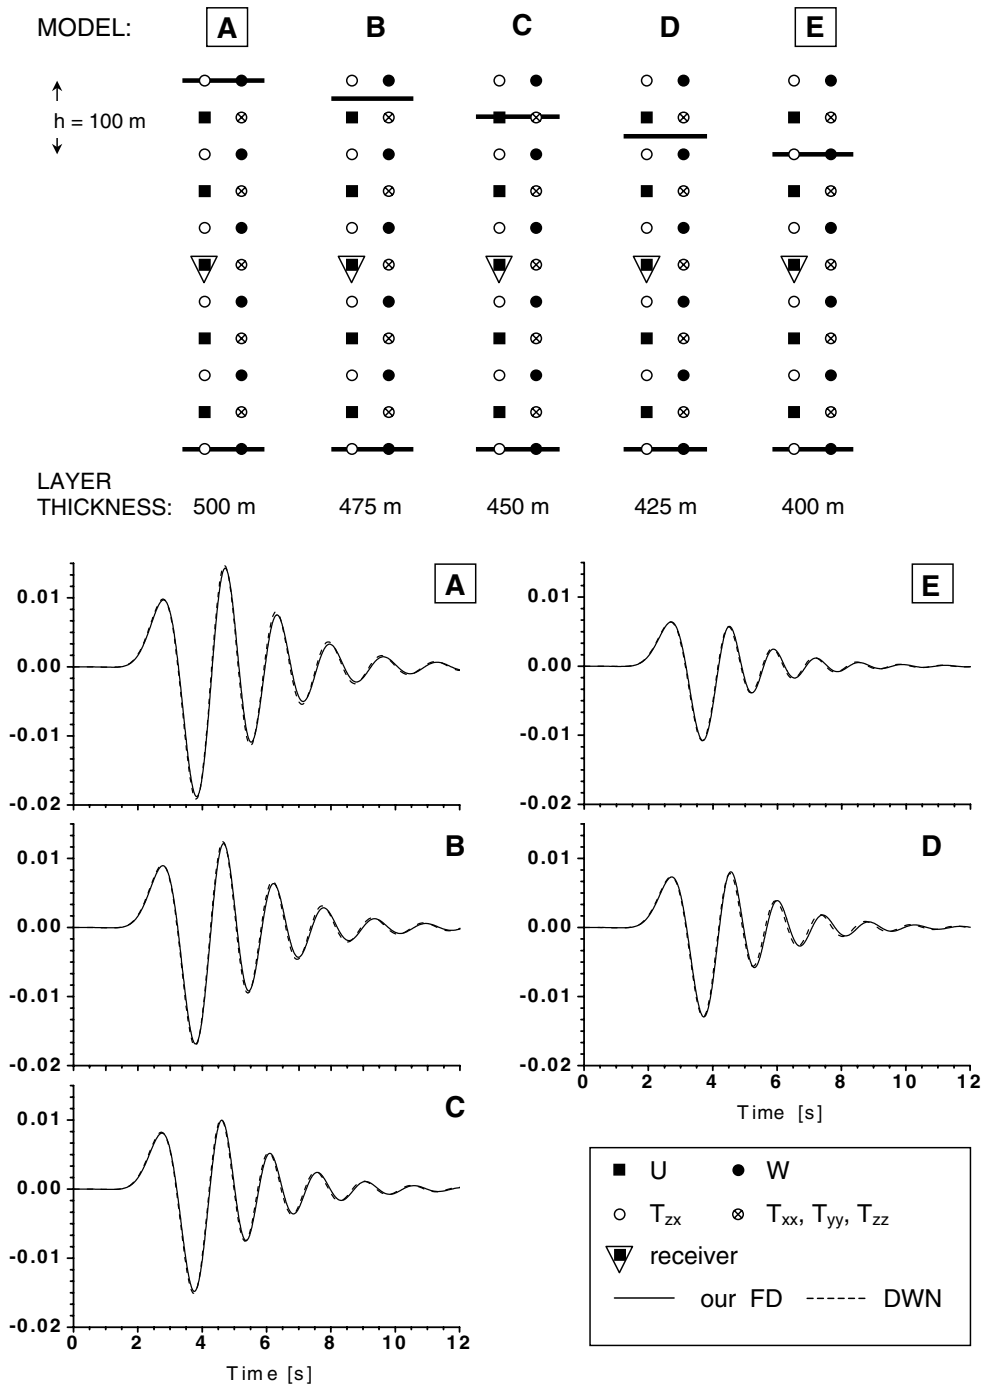 MODEL: A B C D E
h = 100 m
LAYER
THICKNESS: 500 m 475 m 450 m 425 m 400 m
A
0.01
0.00
-0.01
-0.02
E
0.01
0.00
-0.01
-0.02
B
0.01
0.00
-0.01
-0.02
D
0.01
0.00
-0.01
-0.02
0 2 4 6 8 10 12
Time [s]
C
0.01
0.00
-0.01
-0.02
0 2 4 6 8 10 12
Time [s]
U W
Tzx Txx, Tyy, Tzz
receiver
our FD DWN